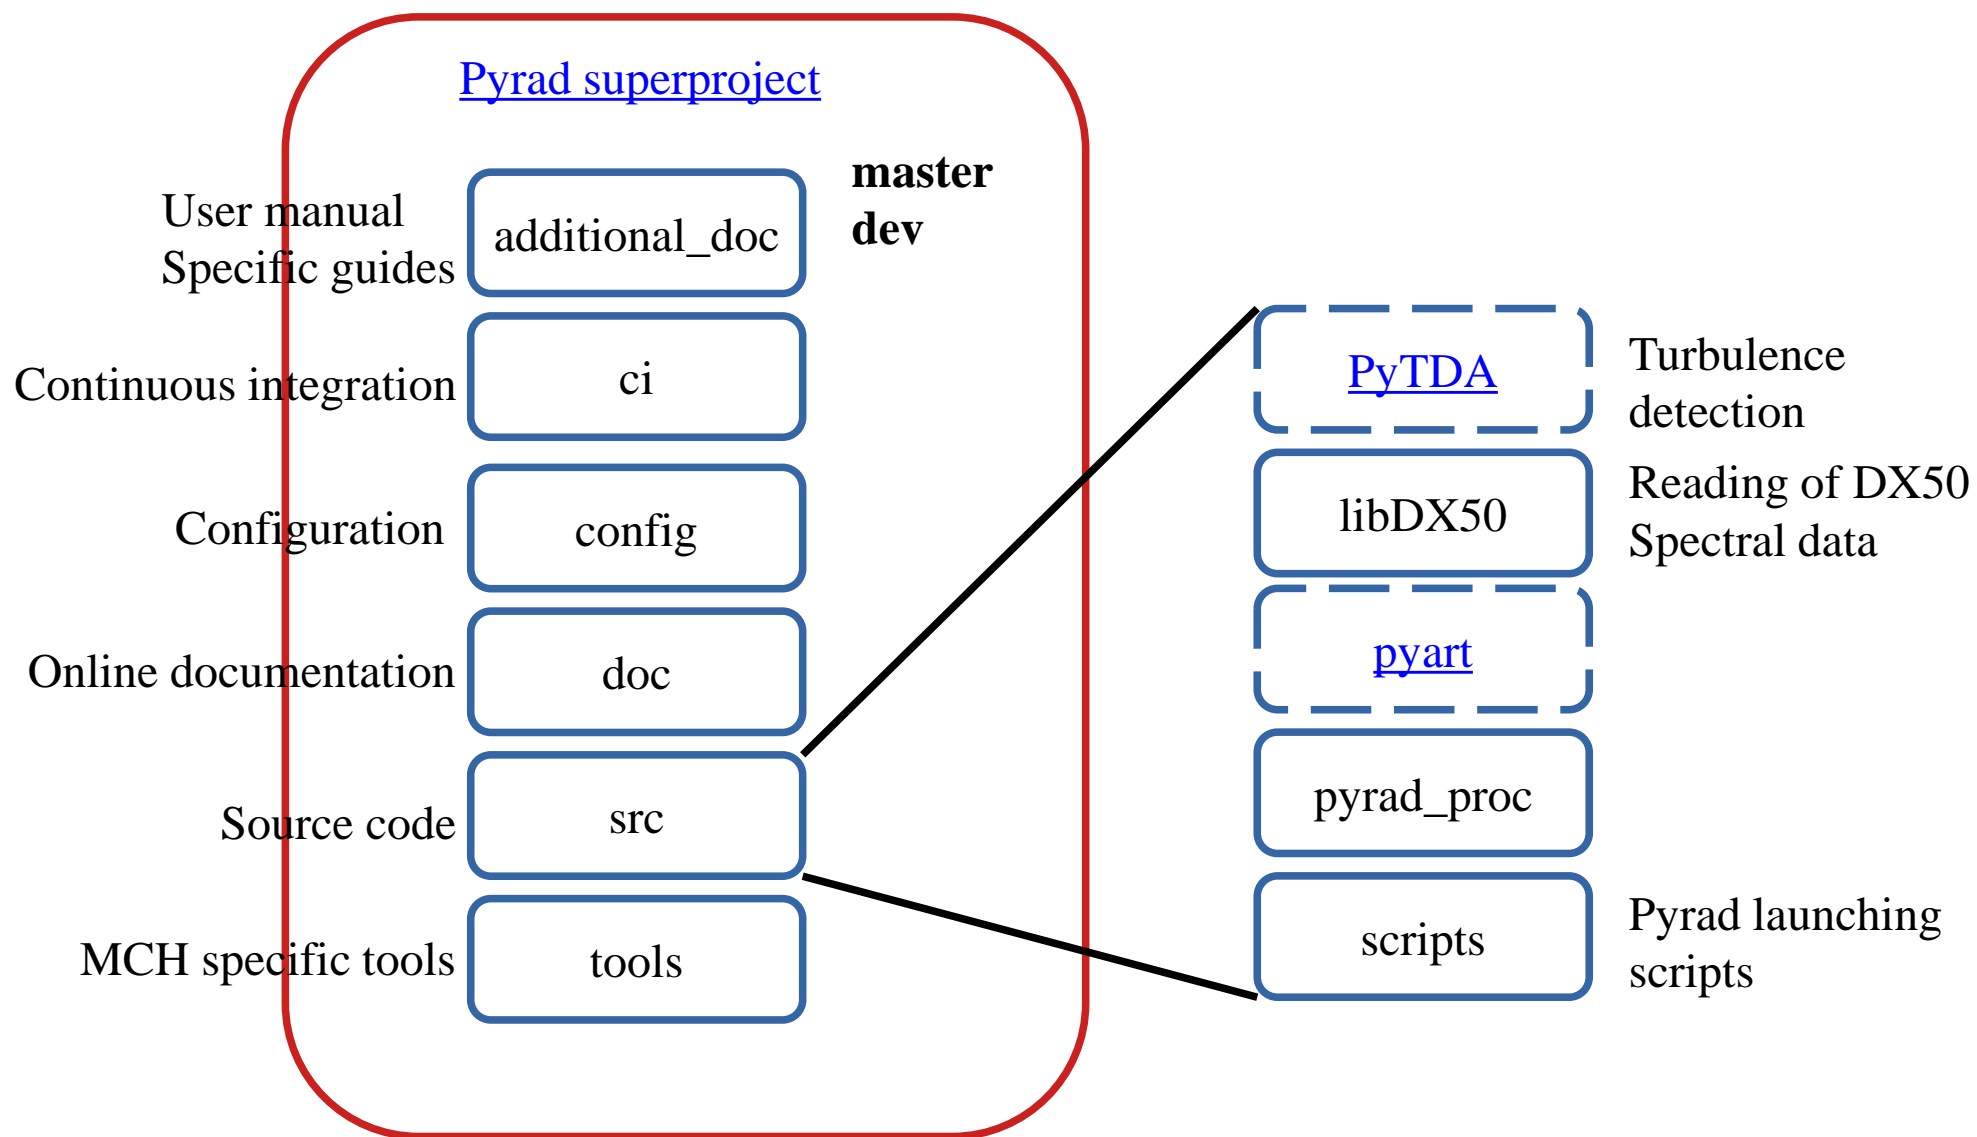 Pyrad superproject
master
dev
User manual
Specific guides
additional_doc
Continuous integration
ci
Configuration
config
Online documentation
doc
Source code
src
MCH specific tools
tools
PyTDA
Turbulence
detection
libDX50
Reading of DX50
Spectral data
pyart
pyrad_proc
scripts
Pyrad launching
scripts